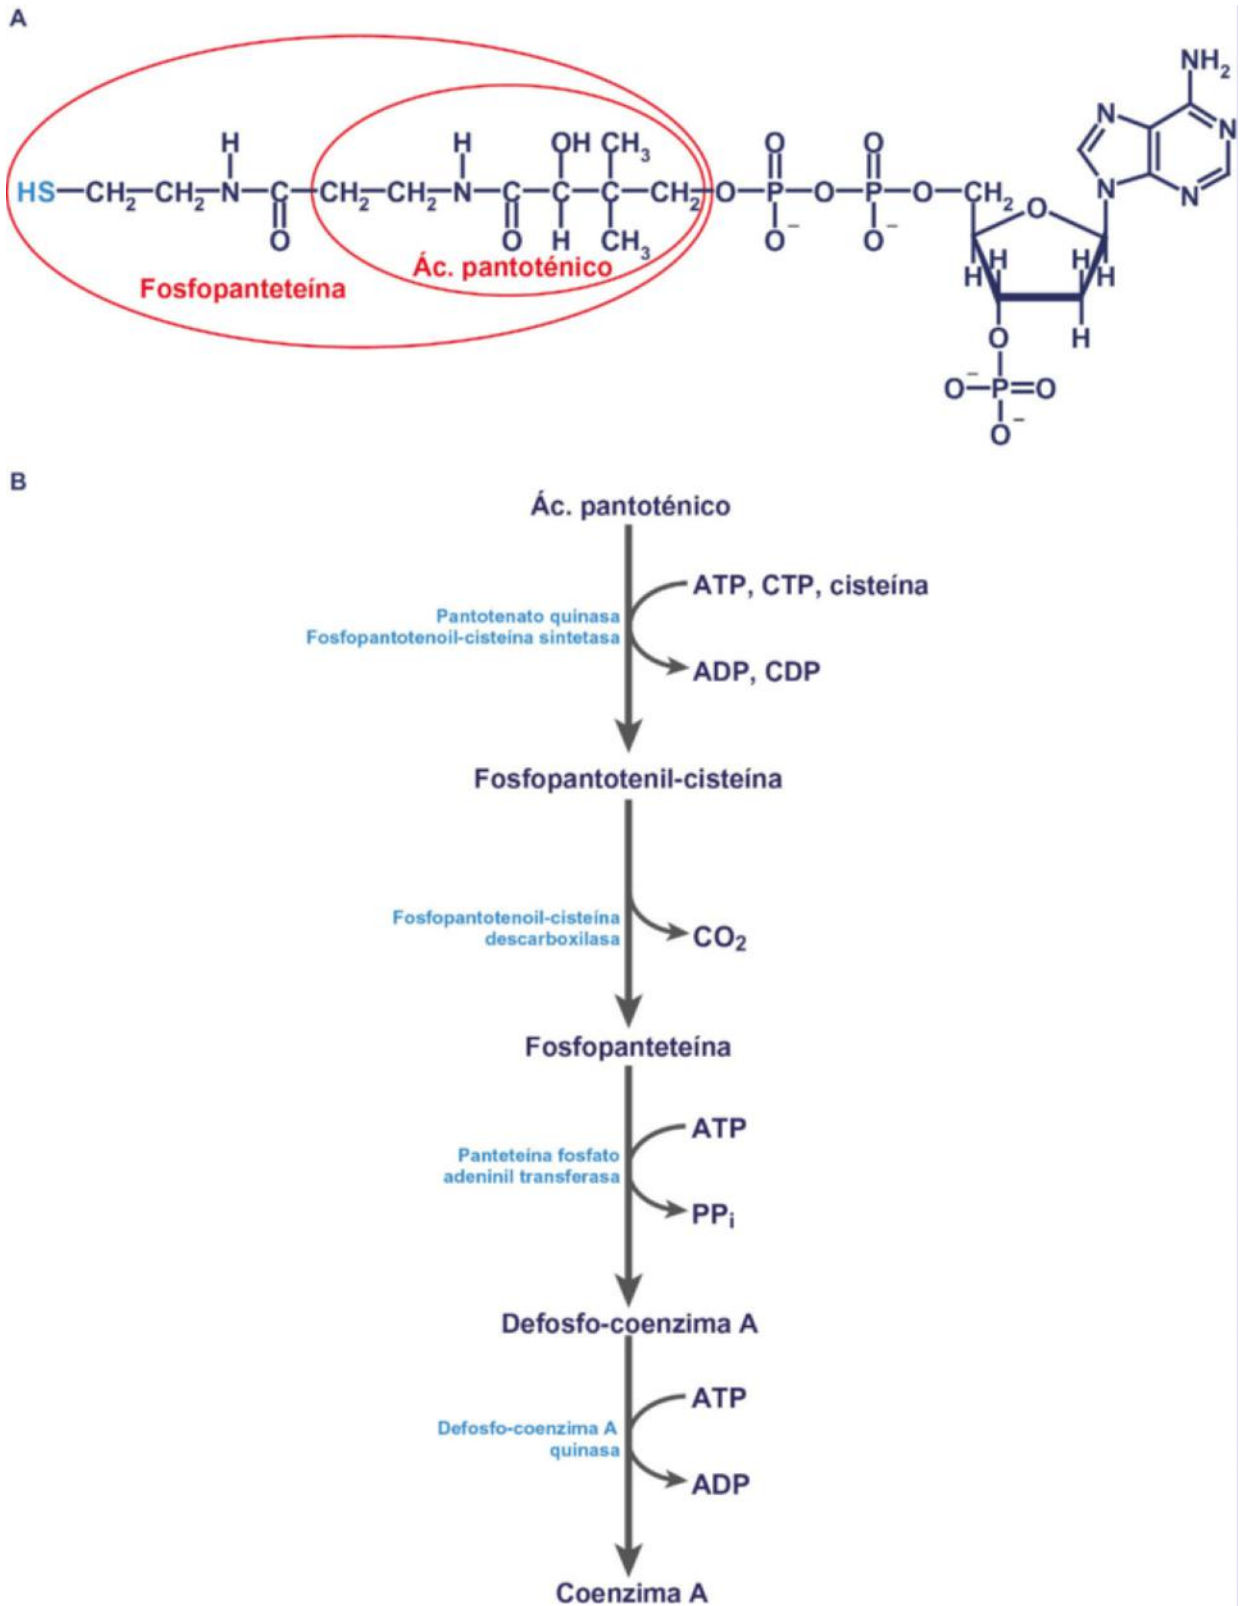 A
NH2
H H OH CH3 O O N N
HS—CH2—CH2—N—C—CH2—CH2—N—C—C—C—CH2—O—P—O—P—O—CH2 O N N
O O H CH3 O− O−
Ác. pantoténico
Fosfopanteteína
H H H H
O H
O−—P=O
O−
B
Ác. pantoténico
ATP, CTP, cisteína
Pantotenato quinasa
Fosfopantotenoil-cisteína sintetasa
ADP, CDP
Fosfopantotenil-cisteína
Fosfopantotenoil-cisteína
descarboxilasa
CO2
Fosfopanteteína
ATP
Panteteína fosfato
adeninil transferasa
PPi
Defosfo-coenzima A
ATP
Defosfo-coenzima A
quinasa
ADP
Coenzima A